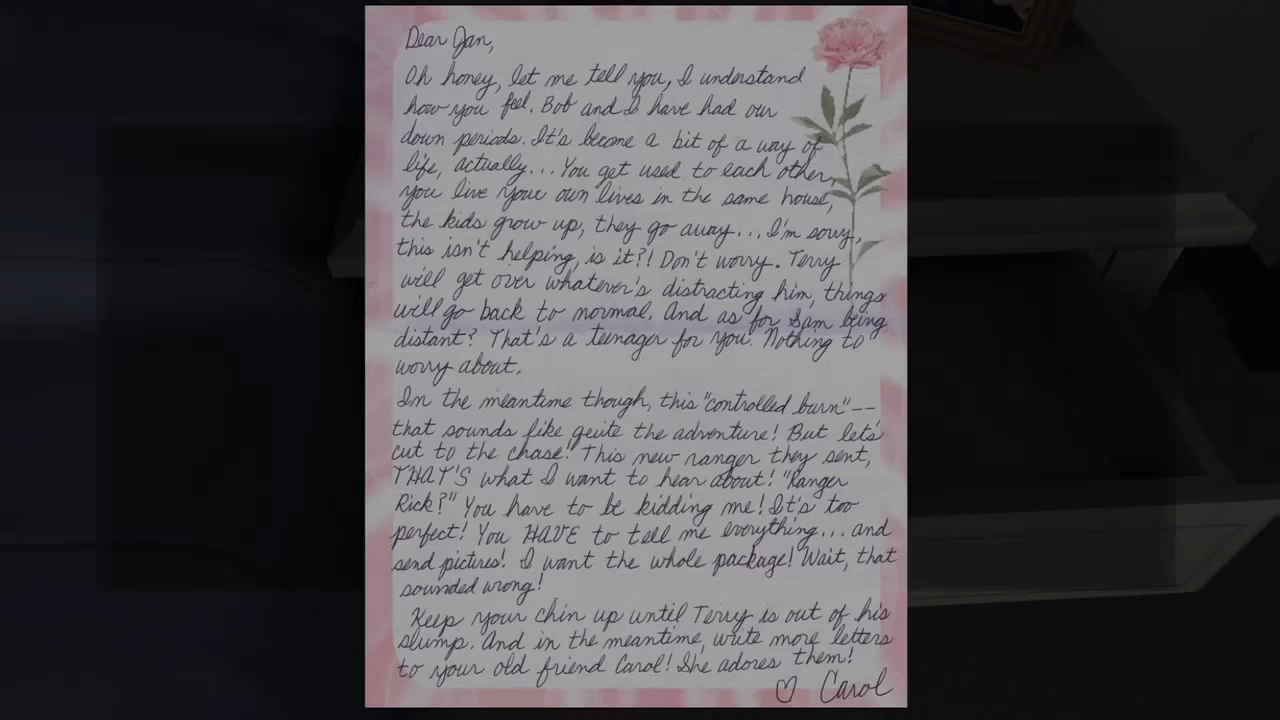 Dear Jan,
Oh honey, let me tell you, I understand
how you feel. Bob and I have had our
down periods. It's become a bit of a way of
life, actually... You get used to each other,
you live your own lives in the same house,
the kids grow up, they go away... I'm sorry,
this isn't helping, is it?! Don't worry. Terry
will get over whatever's distracting him, things
will go back to normal. And as for Sam being
distant? That's a teenager for you. Nothing to
worry about.
In the meantime though, this "controlled burn"--
that sounds like quite the adventure! But let's
cut to the chase! This new ranger they sent,
THAT'S what I want to hear about! "Ranger
Rick?" You have to be kidding me! It's too
perfect! You HAVE to tell me everything... and
send pictures! I want the whole package! Wait, that
sounded wrong!
Keep your chin up until Terry is out of his
slump. And in the meantime, write more letters
to your old friend Carol! She adores them!
♡ Carol